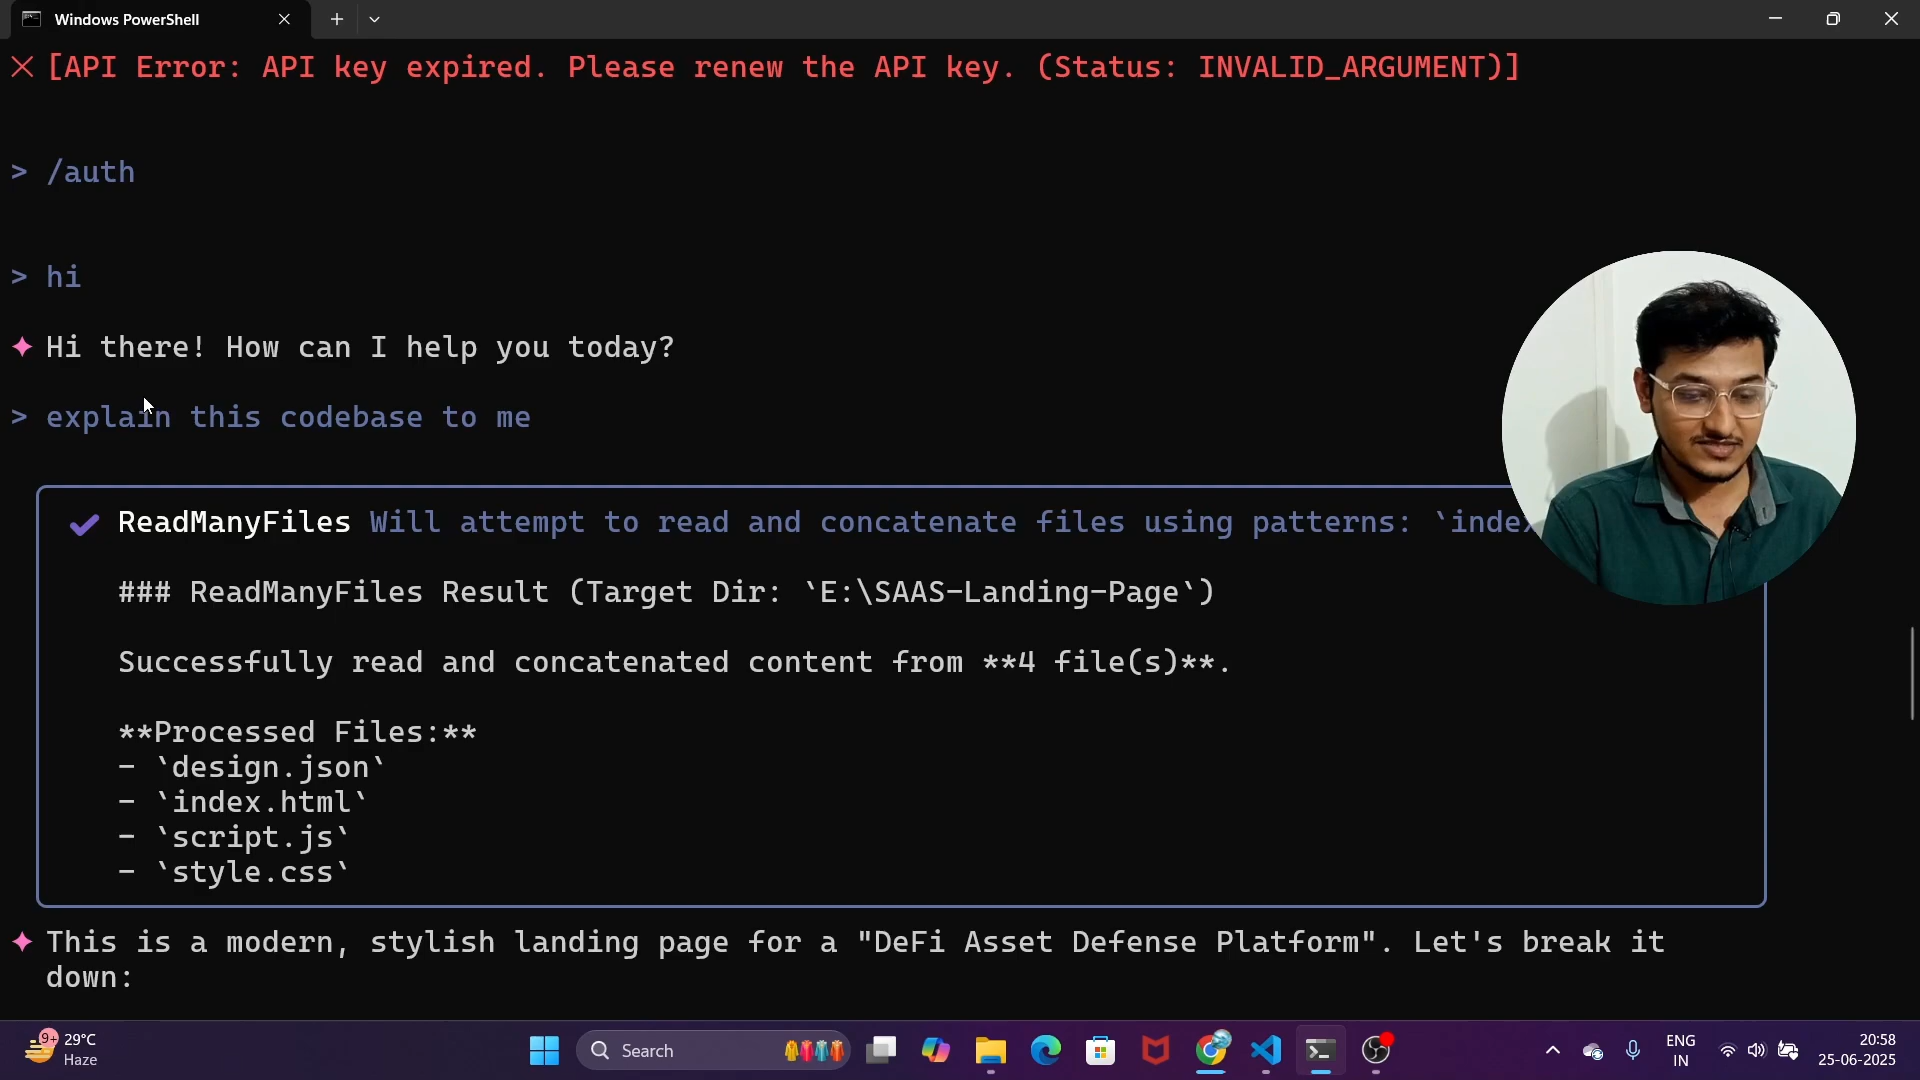 Windows PowerShell
[API Error: API key expired. Please renew the API key. (Status: INVALID_ARGUMENT)]
> /auth
> hi
Hi there! How can I help you today?
> explain this codebase to me
ReadManyFiles Will attempt to read and concatenate files using patterns: `index
### ReadManyFiles Result (Target Dir: `E:\SAAS-Landing-Page`)
Successfully read and concatenated content from **4 file(s)**.
**Processed Files:**
- `design.json`
- `index.html`
- `script.js`
- `style.css`
This is a modern, stylish landing page for a "DeFi Asset Defense Platform". Let's break it
down:
9+
29°C
Haze
Search
ENG
IN
20:58
25-06-2025